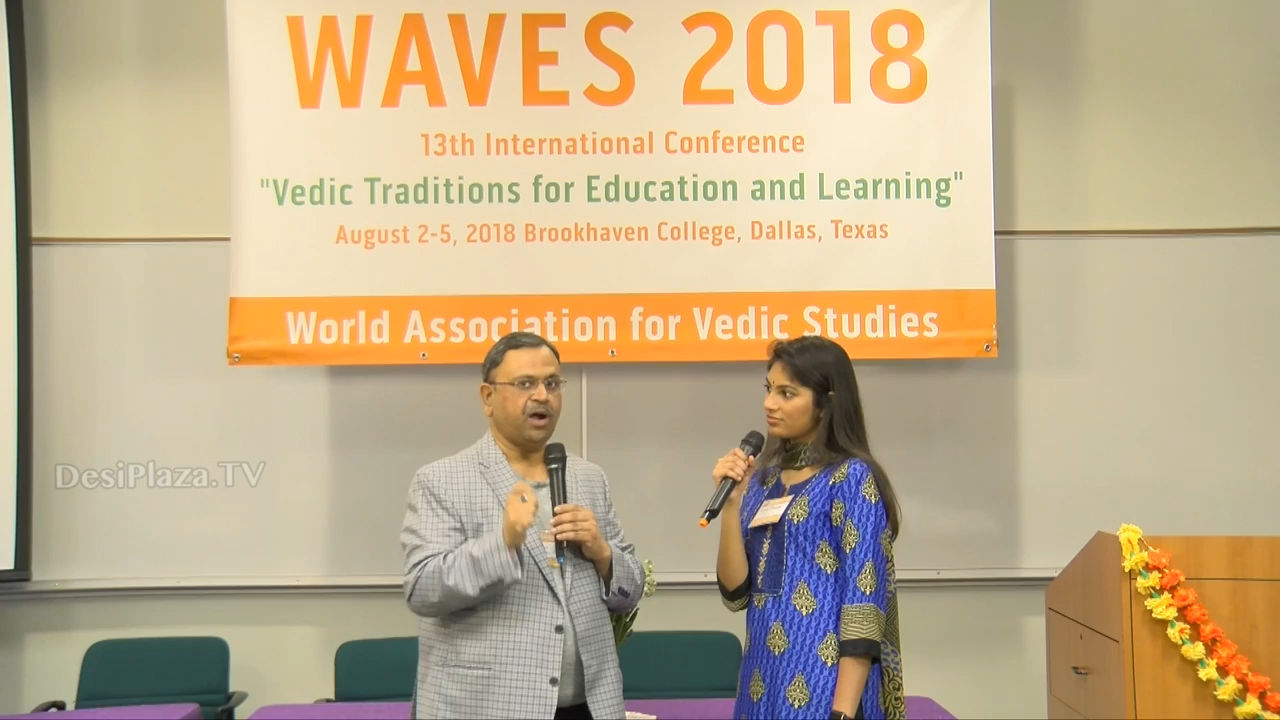 WAVES 2018
13th International Conference
"Vedic Traditions for Education and Learning"
August 2-5, 2018 Brookhaven College, Dallas, Texas
World Association for Vedic Studies
DesiPlaza.TV